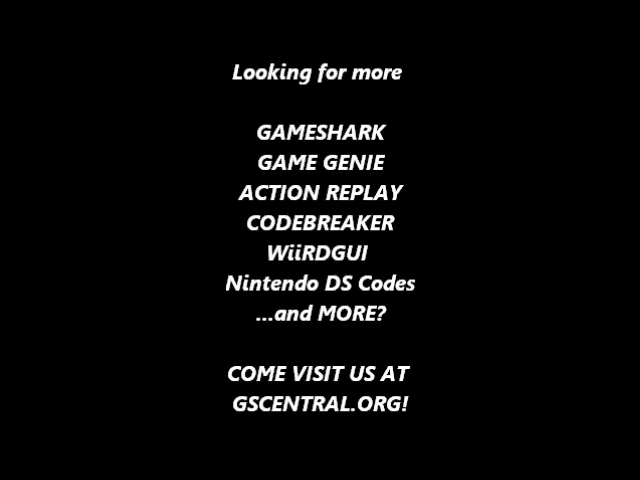 Looking for more
GAMESHARK
GAME GENIE
ACTION REPLAY
CODEBREAKER
WiiRDGUI
Nintendo DS Codes
...and MORE?
COME VISIT US AT
GSCENTRAL.ORG!